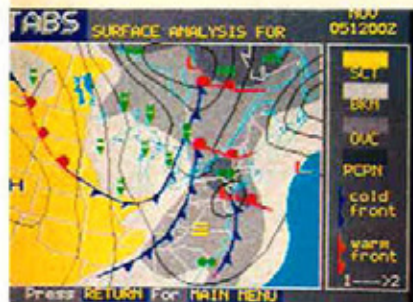 TABS
SURFACE ANALYSIS FOR
NOV
051200Z
SCT
BKN
OVC
PCPN
cold
front
warm
front
1--->2
L
L
H
Press RETURN for MAIN MENU